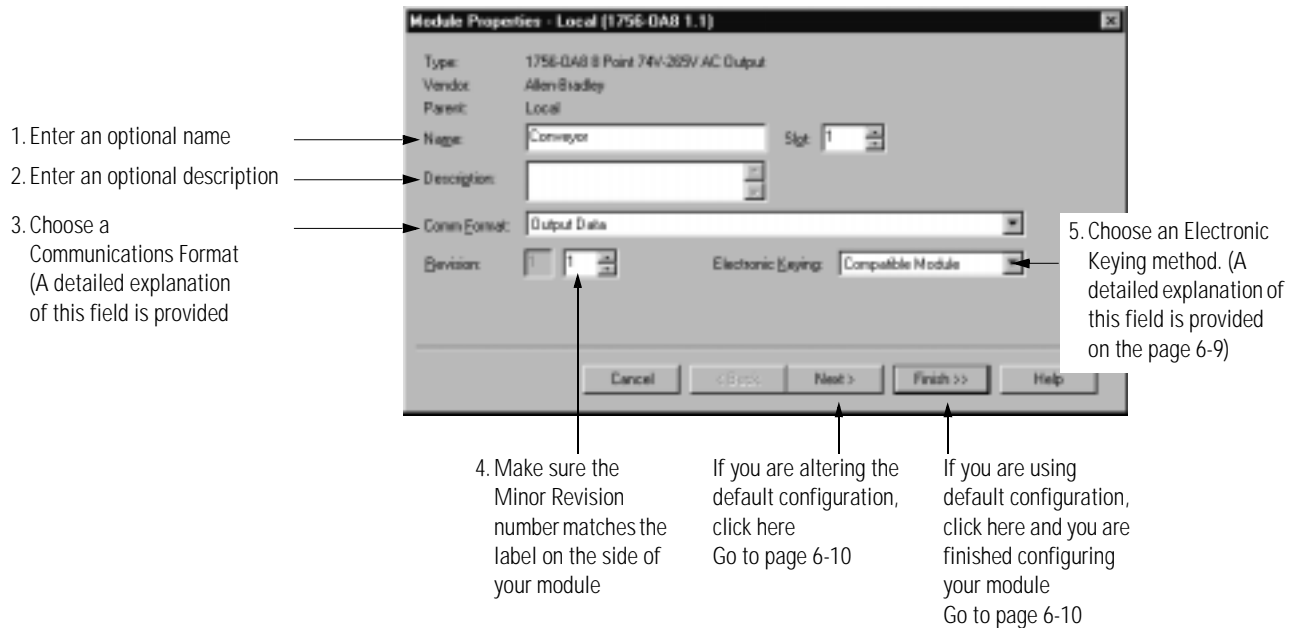 Module Properties - Local (1756-OA8 1.1)
Type: 1756-OA8 8 Point 74V-265V AC Output
Vendor: Allen-Bradley
Parent: Local
Name: Conveyor Slot: 1
Description:
Comm Format: Output Data
Revision: 1 1 Electronic Keying: Compatible Module
Cancel < Back Next > Finish >> Help
1. Enter an optional name
2. Enter an optional description
3. Choose a
Communications Format
(A detailed explanation
of this field is provided
5. Choose an Electronic
Keying method. (A
detailed explanation of
this field is provided
on the page 6-9)
4. Make sure the
Minor Revision
number matches the
label on the side of
your module
If you are altering the
default configuration,
click here
Go to page 6-10
If you are using
default configuration,
click here and you are
finished configuring
your module
Go to page 6-10